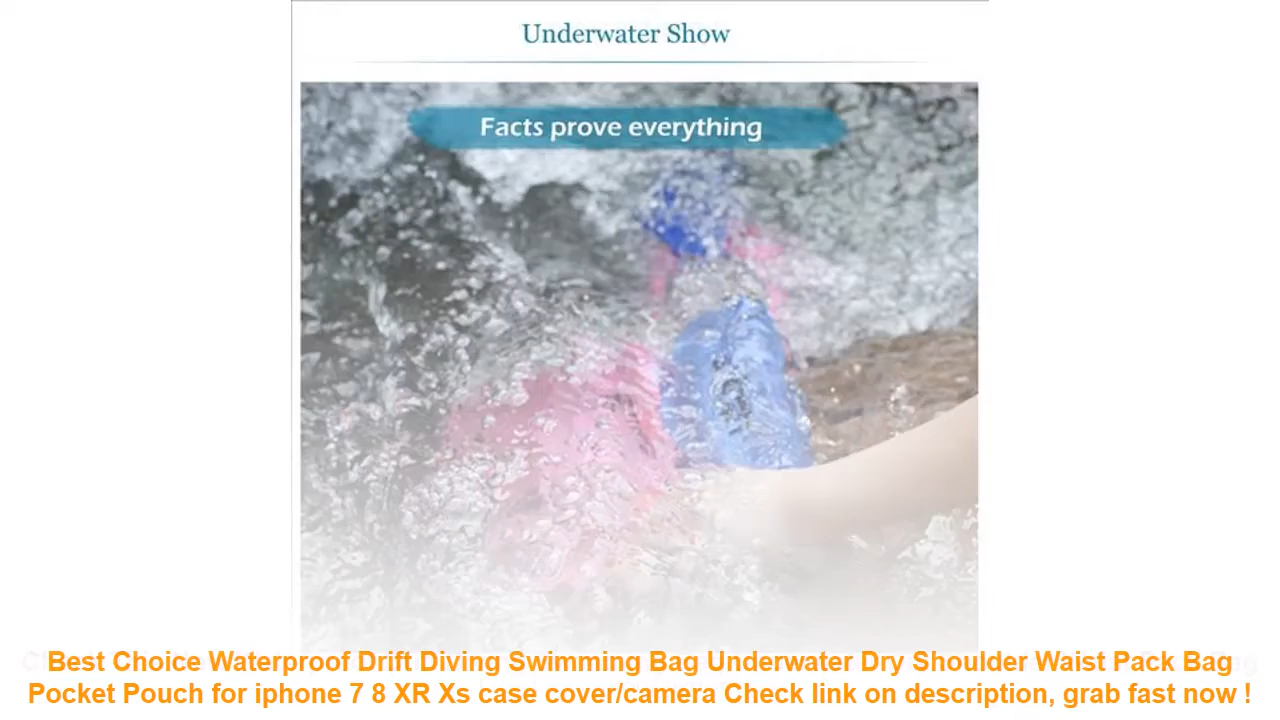 Underwater Show
Facts prove everything
Best Choice Waterproof Drift Diving Swimming Bag Underwater Dry Shoulder Waist Pack Bag
Pocket Pouch for iphone 7 8 XR Xs case cover/camera Check link on description, grab fast now !